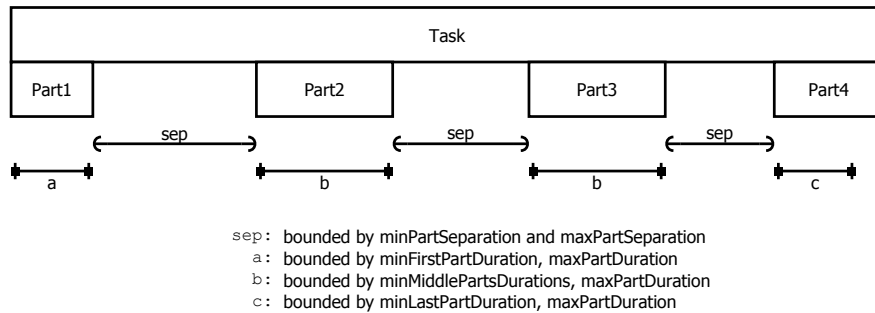 Task
Part1 Part2 Part3 Part4
sep sep sep
a b b c
sep: bounded by minPartSeparation and maxPartSeparation
a: bounded by minFirstPartDuration, maxPartDuration
b: bounded by minMiddlePartsDurations, maxPartDuration
c: bounded by minLastPartDuration, maxPartDuration